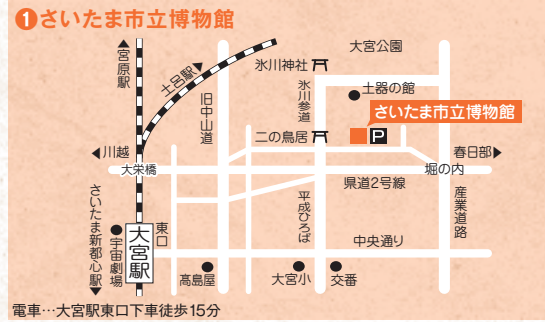 ❶さいたま市立博物館
▲宮原駅
土呂駅▼
旧中山道
氷川神社
大宮公園
氷川参道
土器の館
さいたま市立博物館
二の鳥居
P
◀川越
春日部▶
大栄橋
堀の内
県道2号線
産業道路
平成ひろば
さいたま新都心駅▼
宇宙劇場
大宮駅
東口
中央通り
髙島屋
大宮小
交番
電車…大宮駅東口下車徒歩15分